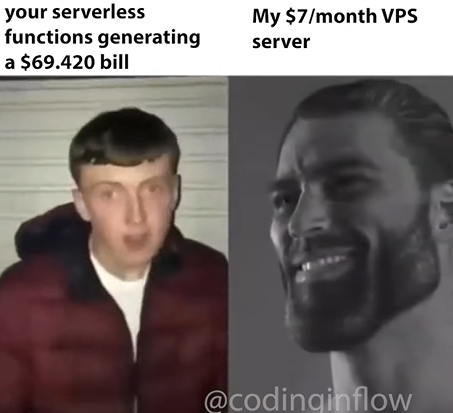 your serverless
functions generating
a $69.420 bill
My $7/month VPS
server
@codinginflow